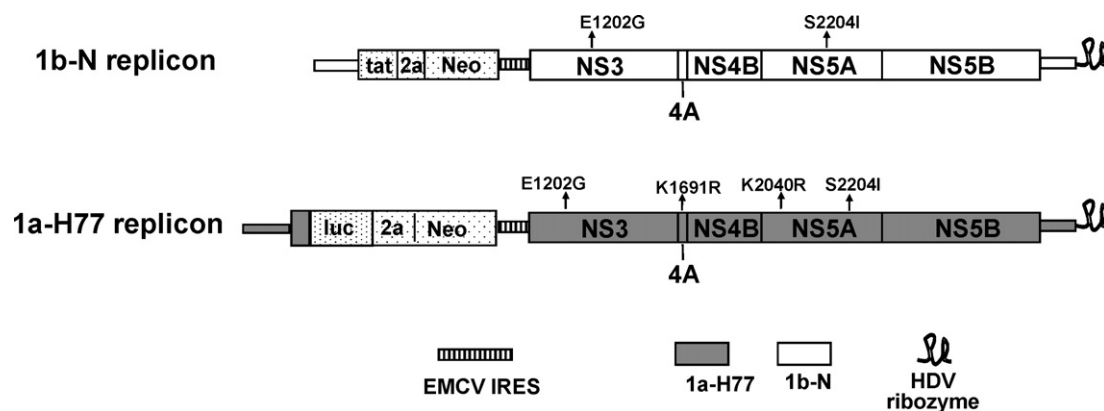 E1202G S2204I
1b-N replicon tat 2a Neo NS3 NS4B NS5A NS5B
4A
E1202G K1691R K2040R S2204I
1a-H77 replicon luc 2a Neo NS3 NS4B NS5A NS5B
4A
EMCV IRES 1a-H77 1b-N HDV
ribozyme